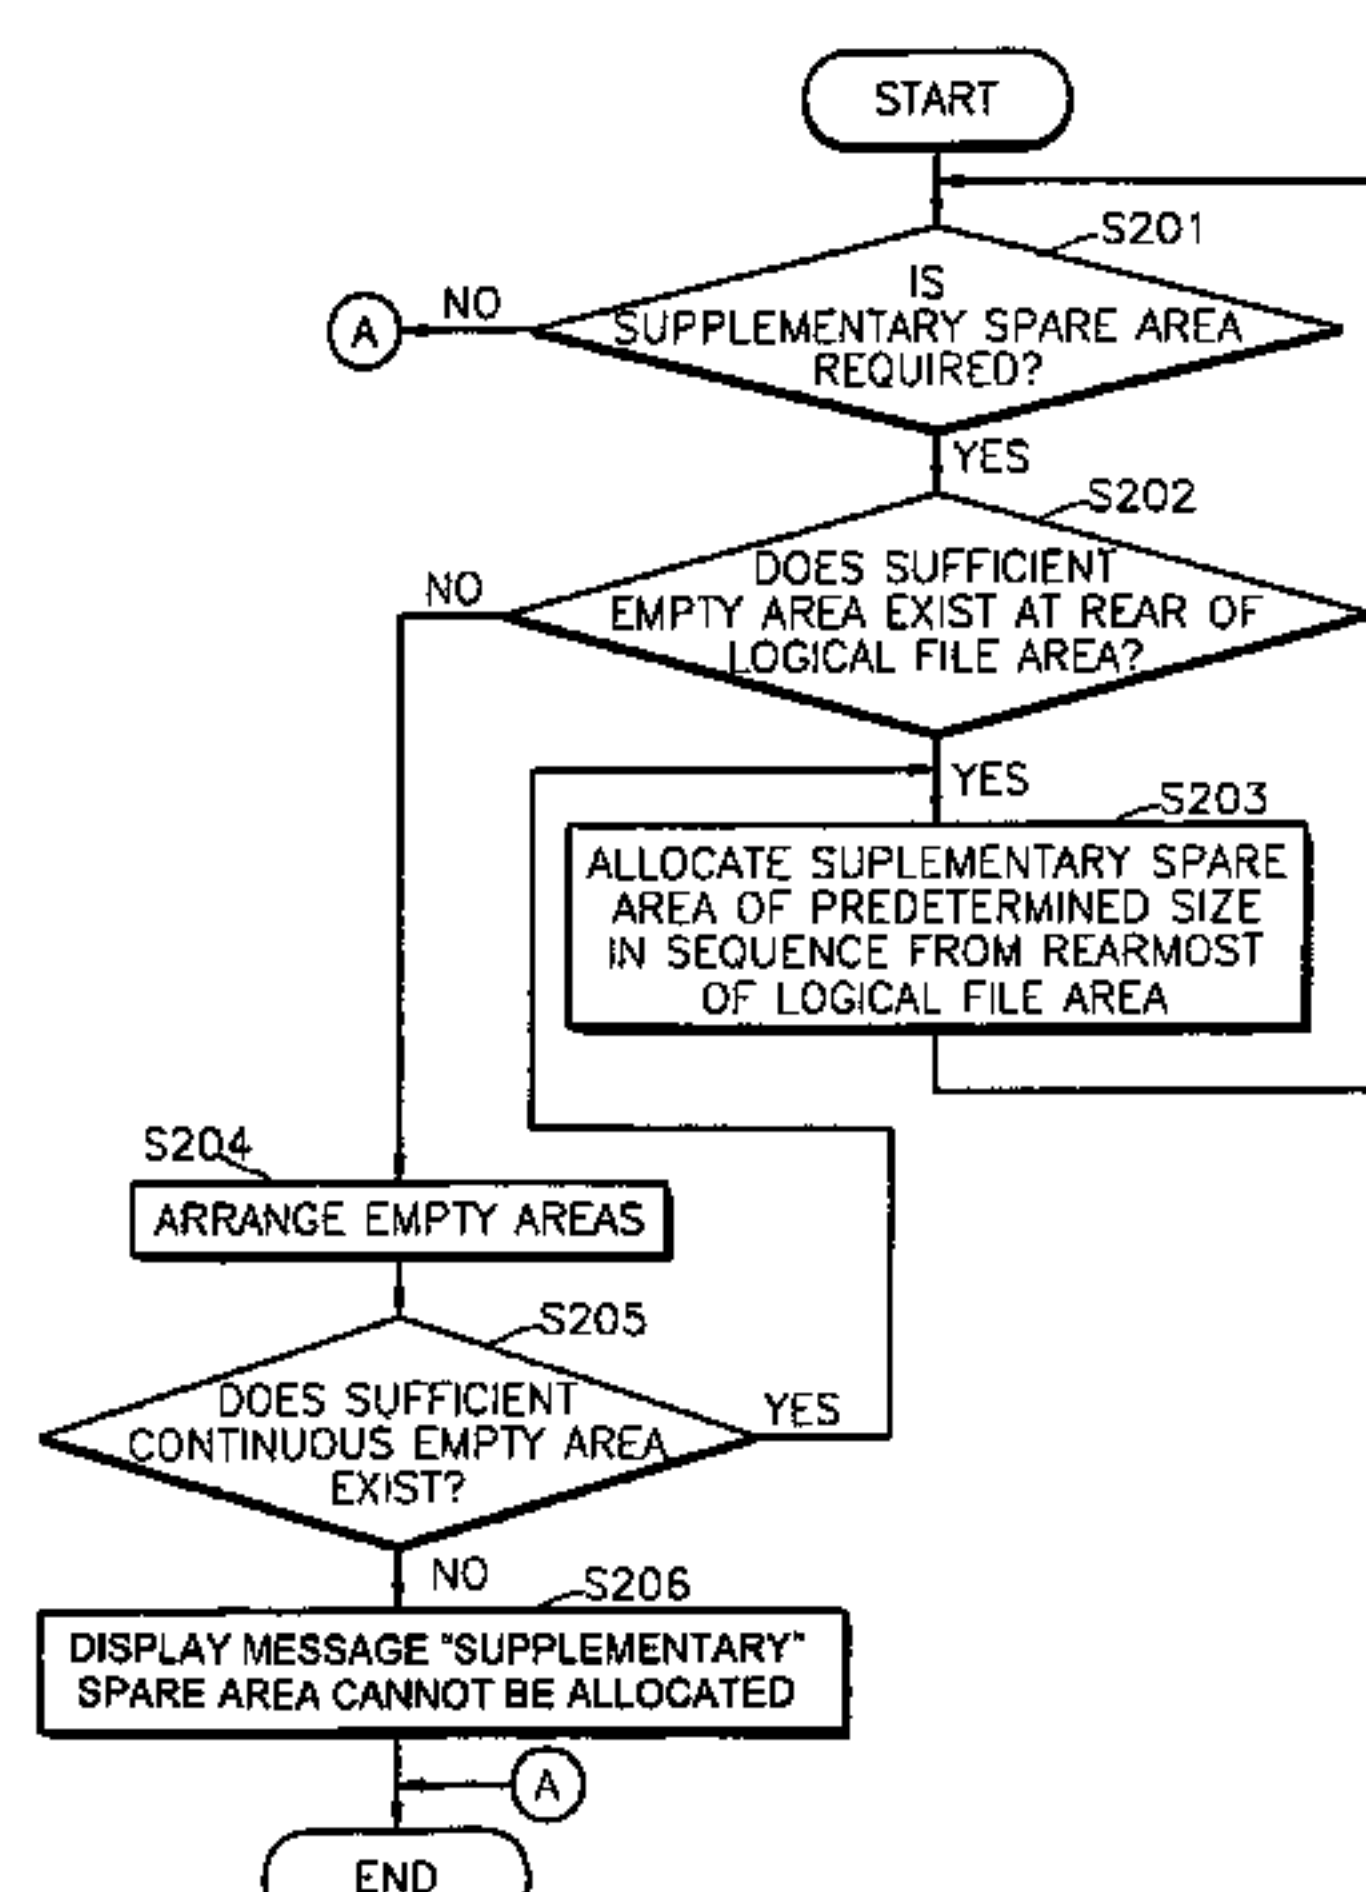 START
S201
IS
SUPPLEMENTARY SPARE AREA
REQUIRED?
NO
A
YES
S202
DOES SUFFICIENT
EMPTY AREA EXIST AT REAR OF
LOGICAL FILE AREA?
NO
YES
S203
ALLOCATE SUPLEMENTARY SPARE
AREA OF PREDETERMINED SIZE
IN SEQUENCE FROM REARMOST
OF LOGICAL FILE AREA
S204
ARRANGE EMPTY AREAS
S205
DOES SUFFICIENT
CONTINUOUS EMPTY AREA
EXIST?
YES
NO
S206
DISPLAY MESSAGE "SUPPLEMENTARY"
SPARE AREA CANNOT BE ALLOCATED
A
END